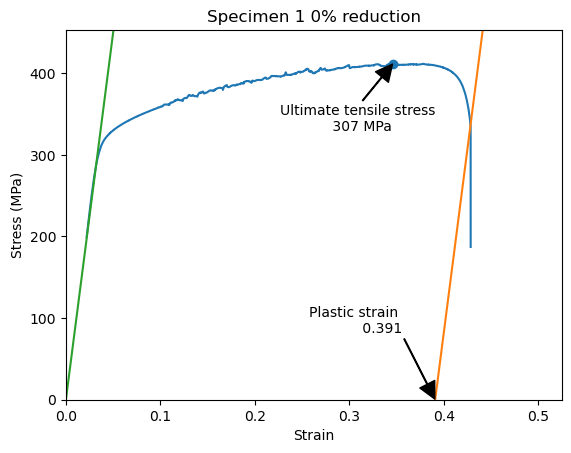 Specimen 1 0% reduction
Stress (MPa)
400
300
200
100
0
Ultimate tensile stress
307 MPa
Plastic strain
0.391
0.0 0.1 0.2 0.3 0.4 0.5
Strain